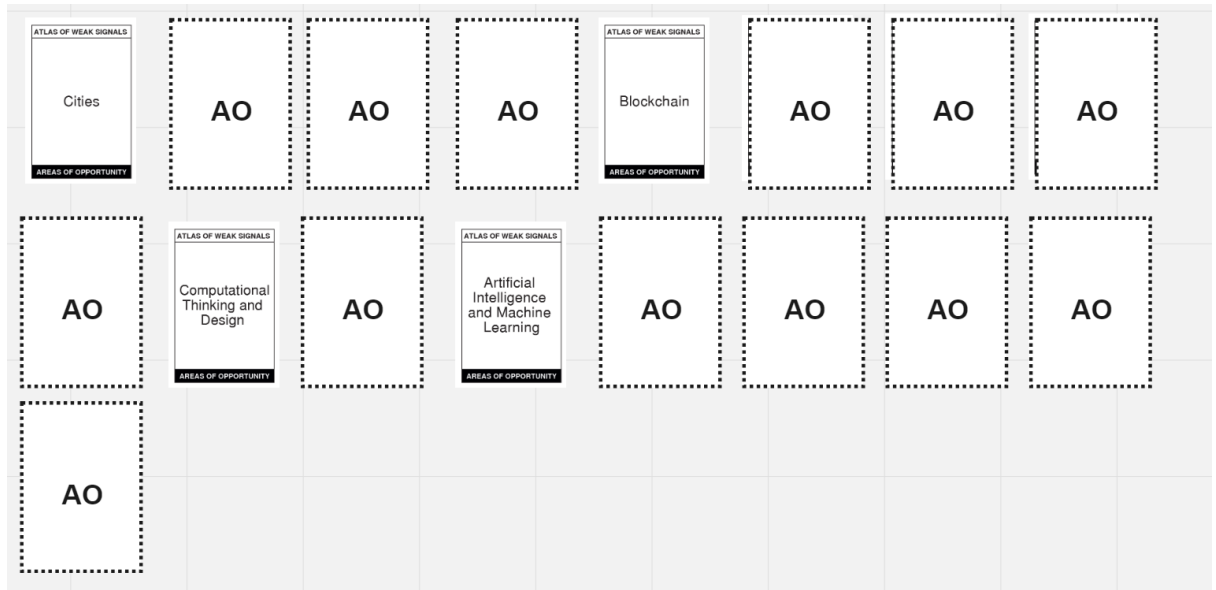 ATLAS OF WEAK SIGNALS
Cities
AREAS OF OPPORTUNITY
AO
AO
AO
ATLAS OF WEAK SIGNALS
Blockchain
AREAS OF OPPORTUNITY
AO
AO
AO
AO
ATLAS OF WEAK SIGNALS
Computational
Thinking and
Design
AREAS OF OPPORTUNITY
AO
ATLAS OF WEAK SIGNALS
Artificial
Intelligence
and Machine
Learning
AREAS OF OPPORTUNITY
AO
AO
AO
AO
AO